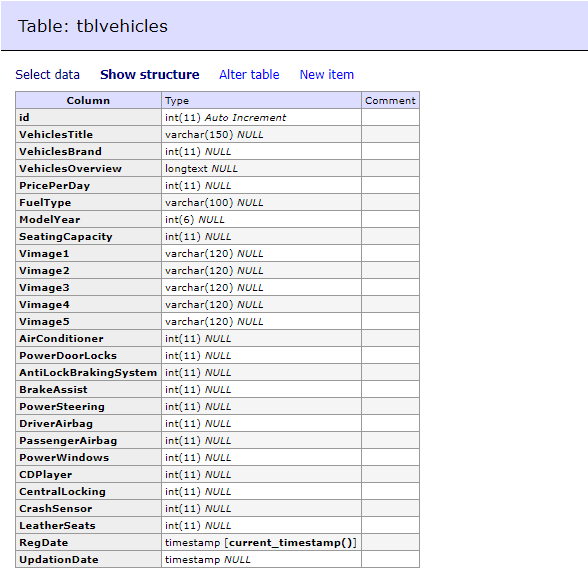 Table: tblvehicles
Select data Show structure Alter table New item
Column Type Comment
id int(11) Auto Increment
VehiclesTitle varchar(150) NULL
VehiclesBrand int(11) NULL
VehiclesOverview longtext NULL
PricePerDay int(11) NULL
FuelType varchar(100) NULL
ModelYear int(6) NULL
SeatingCapacity int(11) NULL
Vimage1 varchar(120) NULL
Vimage2 varchar(120) NULL
Vimage3 varchar(120) NULL
Vimage4 varchar(120) NULL
Vimage5 varchar(120) NULL
AirConditioner int(11) NULL
PowerDoorLocks int(11) NULL
AntiLockBrakingSystem int(11) NULL
BrakeAssist int(11) NULL
PowerSteering int(11) NULL
DriverAirbag int(11) NULL
PassengerAirbag int(11) NULL
PowerWindows int(11) NULL
CDPlayer int(11) NULL
CentralLocking int(11) NULL
CrashSensor int(11) NULL
LeatherSeats int(11) NULL
RegDate timestamp [current_timestamp()]
UpdationDate timestamp NULL